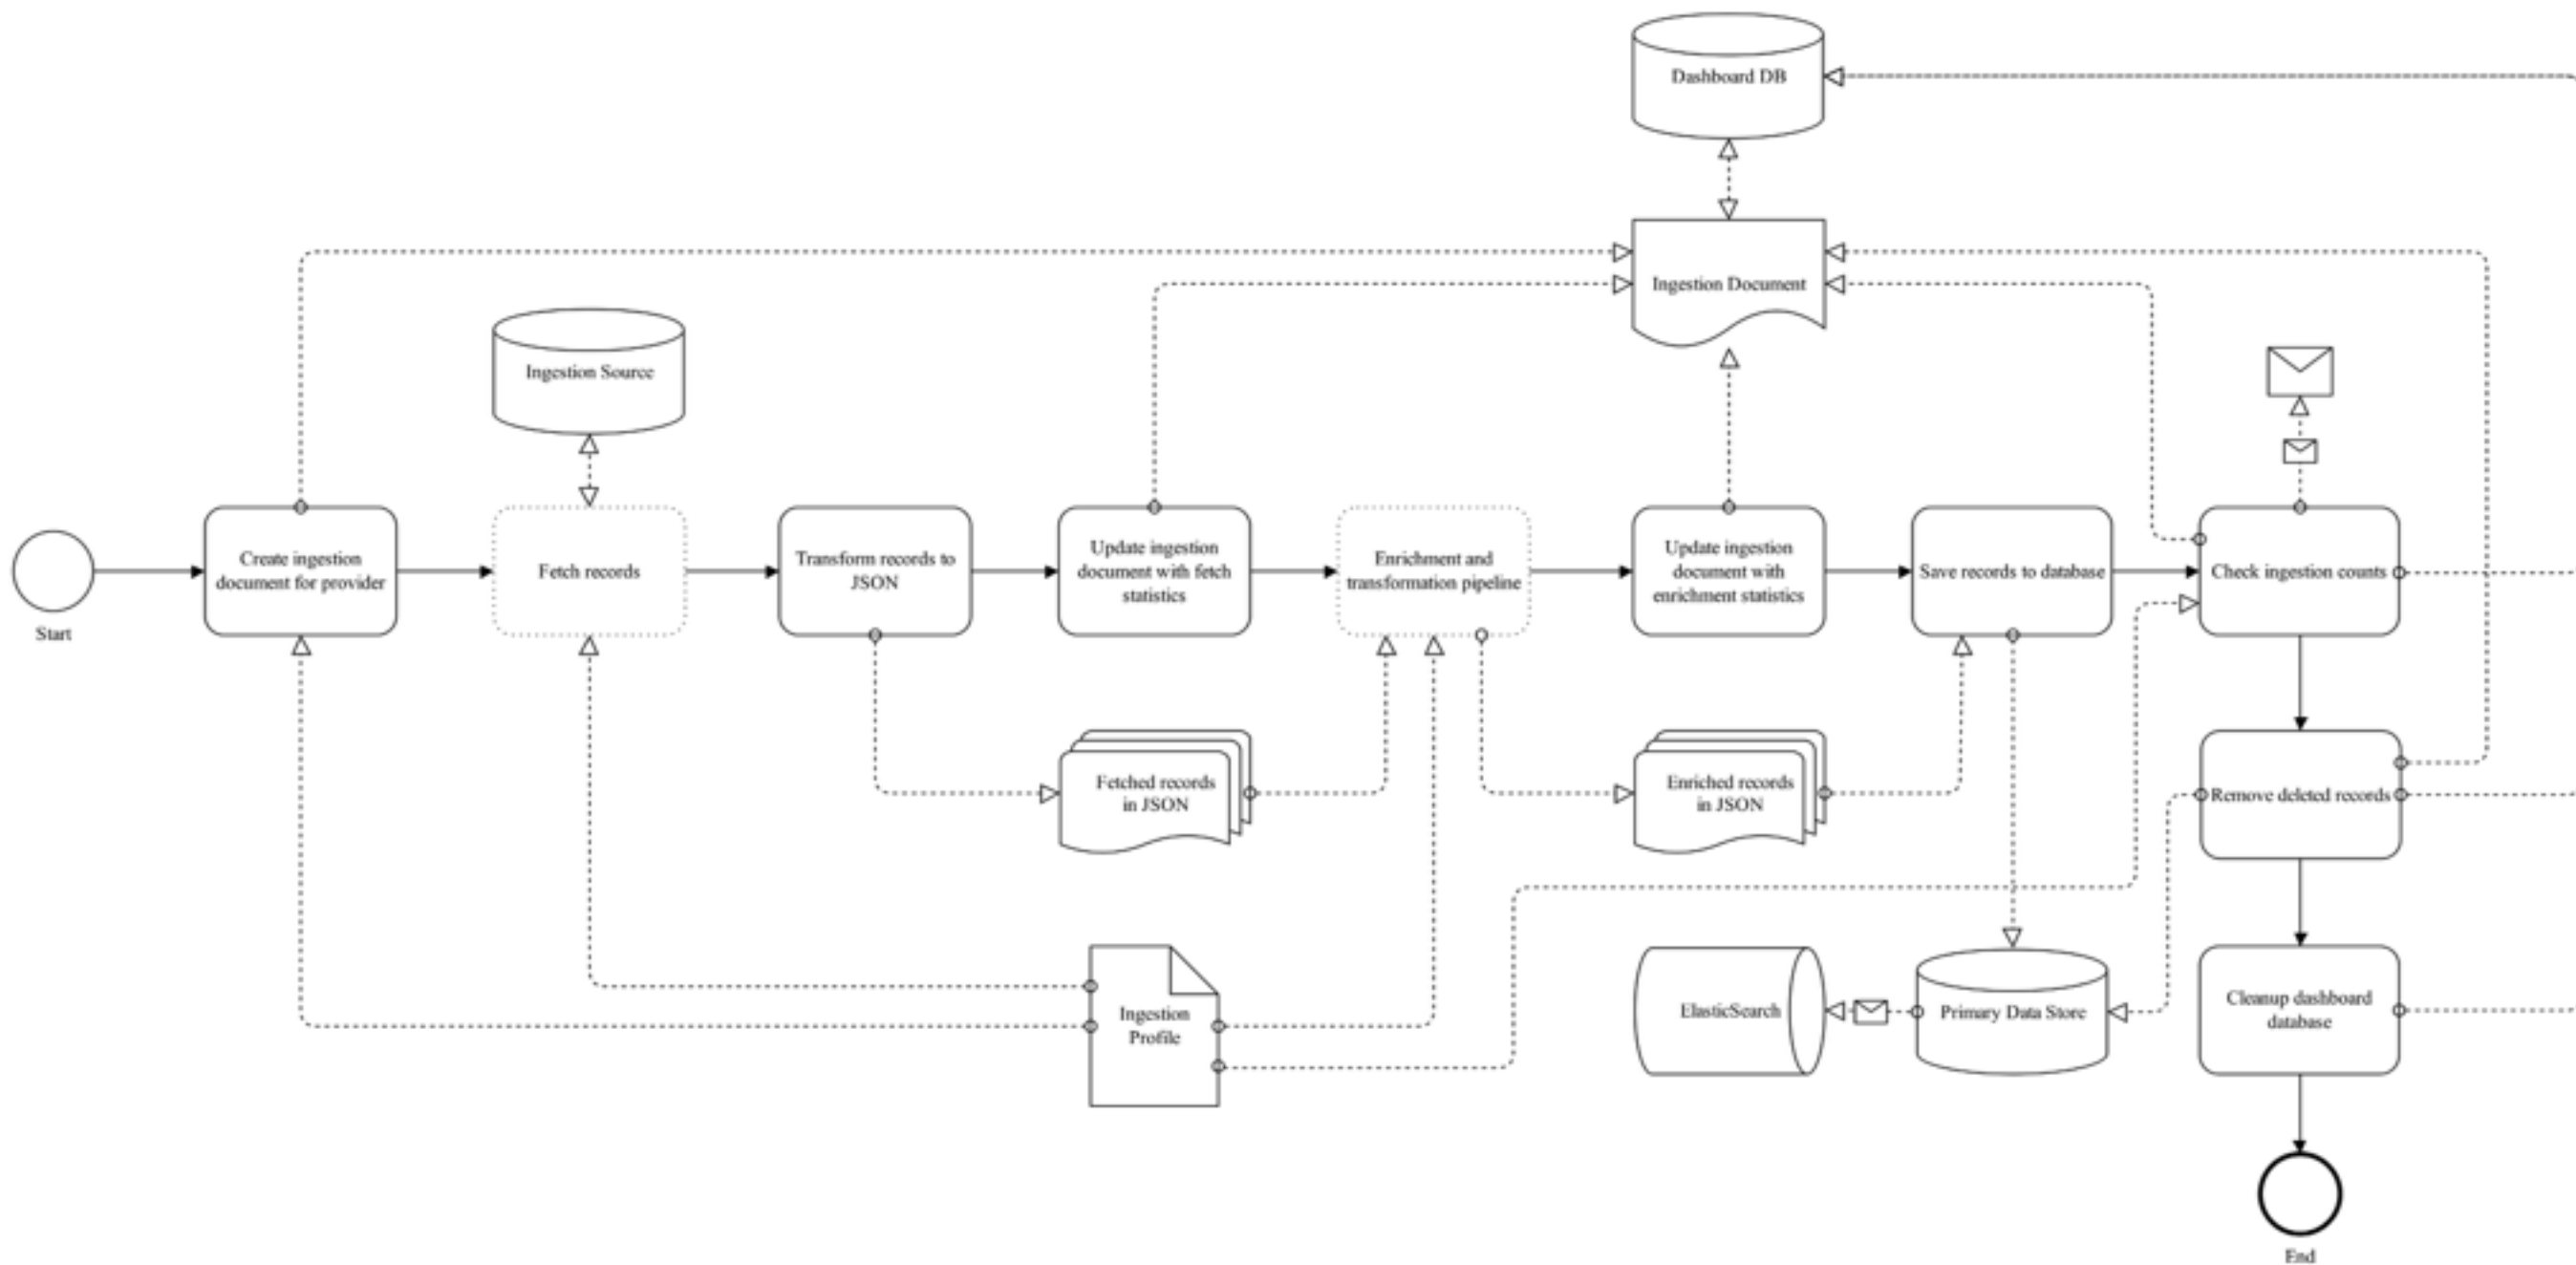 Dashboard DB
Ingestion Document
Ingestion Source
Start
Create ingestion
document for provider
Fetch records
Transform records to
JSON
Update ingestion
document with fetch
statistics
Enrichment and
transformation pipeline
Update ingestion
document with
enrichment statistics
Save records to database
Check ingestion counts
Fetched records
in JSON
Enriched records
in JSON
Remove deleted records
Ingestion
Profile
ElasticSearch
Primary Data Store
Cleanup dashboard
database
End